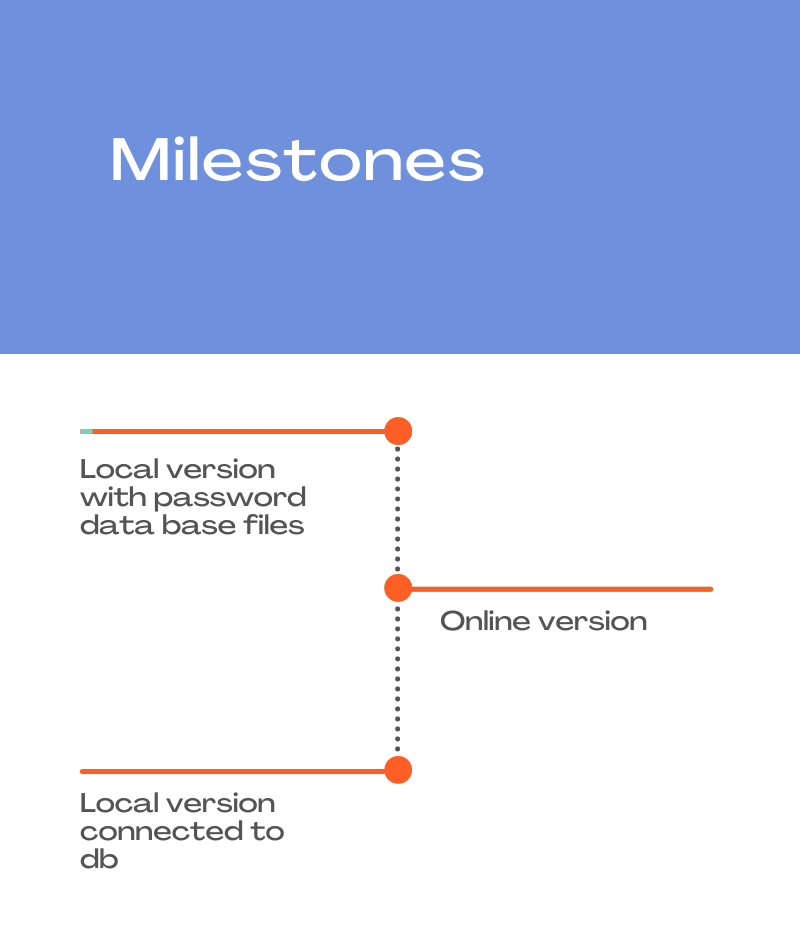 Milestones
Local version
with password
data base files
Online version
Local version
connected to
db